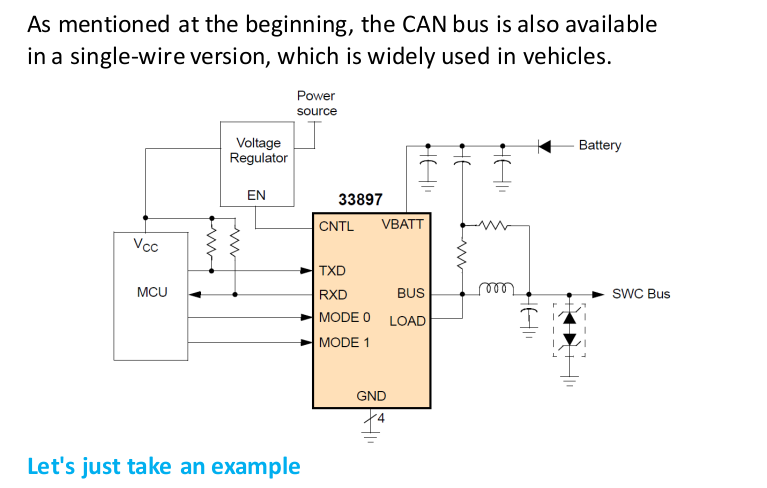 As mentioned at the beginning, the CAN bus is also available
in a single-wire version, which is widely used in vehicles.
Power
source
Voltage
Regulator
Battery
EN
33897
CNTL VBATT
VCC
TXD
MCU
RXD BUS
SWC Bus
MODE 0 LOAD
MODE 1
GND
4
Let's just take an example